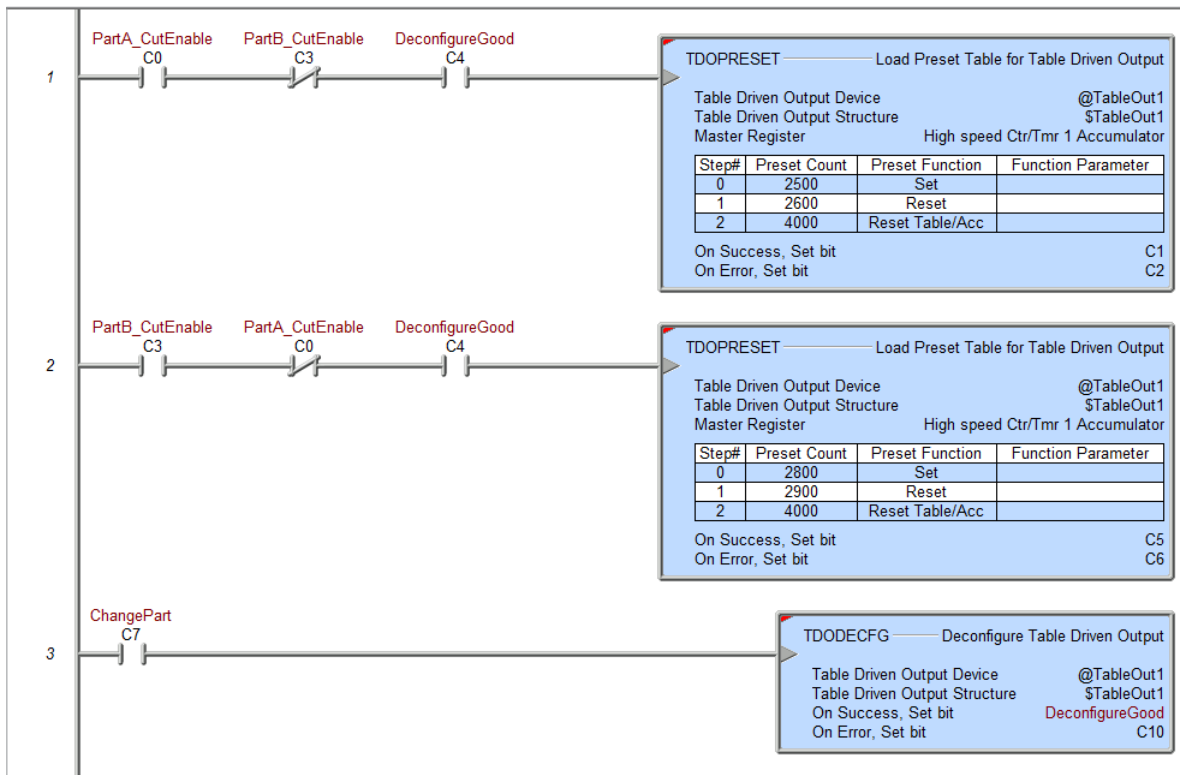 PartA_CutEnable PartB_CutEnable DeconfigureGood
C0 C3 C4
1
TDOPRESET Load Preset Table for Table Driven Output
Table Driven Output Device @TableOut1
Table Driven Output Structure $TableOut1
Master Register High speed Ctr/Tmr 1 Accumulator
Step# Preset Count Preset Function Function Parameter
0 2500 Set
1 2600 Reset
2 4000 Reset Table/Acc
On Success, Set bit C1
On Error, Set bit C2
PartB_CutEnable PartA_CutEnable DeconfigureGood
C3 C0 C4
2
TDOPRESET Load Preset Table for Table Driven Output
Table Driven Output Device @TableOut1
Table Driven Output Structure $TableOut1
Master Register High speed Ctr/Tmr 1 Accumulator
Step# Preset Count Preset Function Function Parameter
0 2800 Set
1 2900 Reset
2 4000 Reset Table/Acc
On Success, Set bit C5
On Error, Set bit C6
ChangePart
C7
3
TDODECFG Deconfigure Table Driven Output
Table Driven Output Device @TableOut1
Table Driven Output Structure $TableOut1
On Success, Set bit DeconfigureGood
On Error, Set bit C10